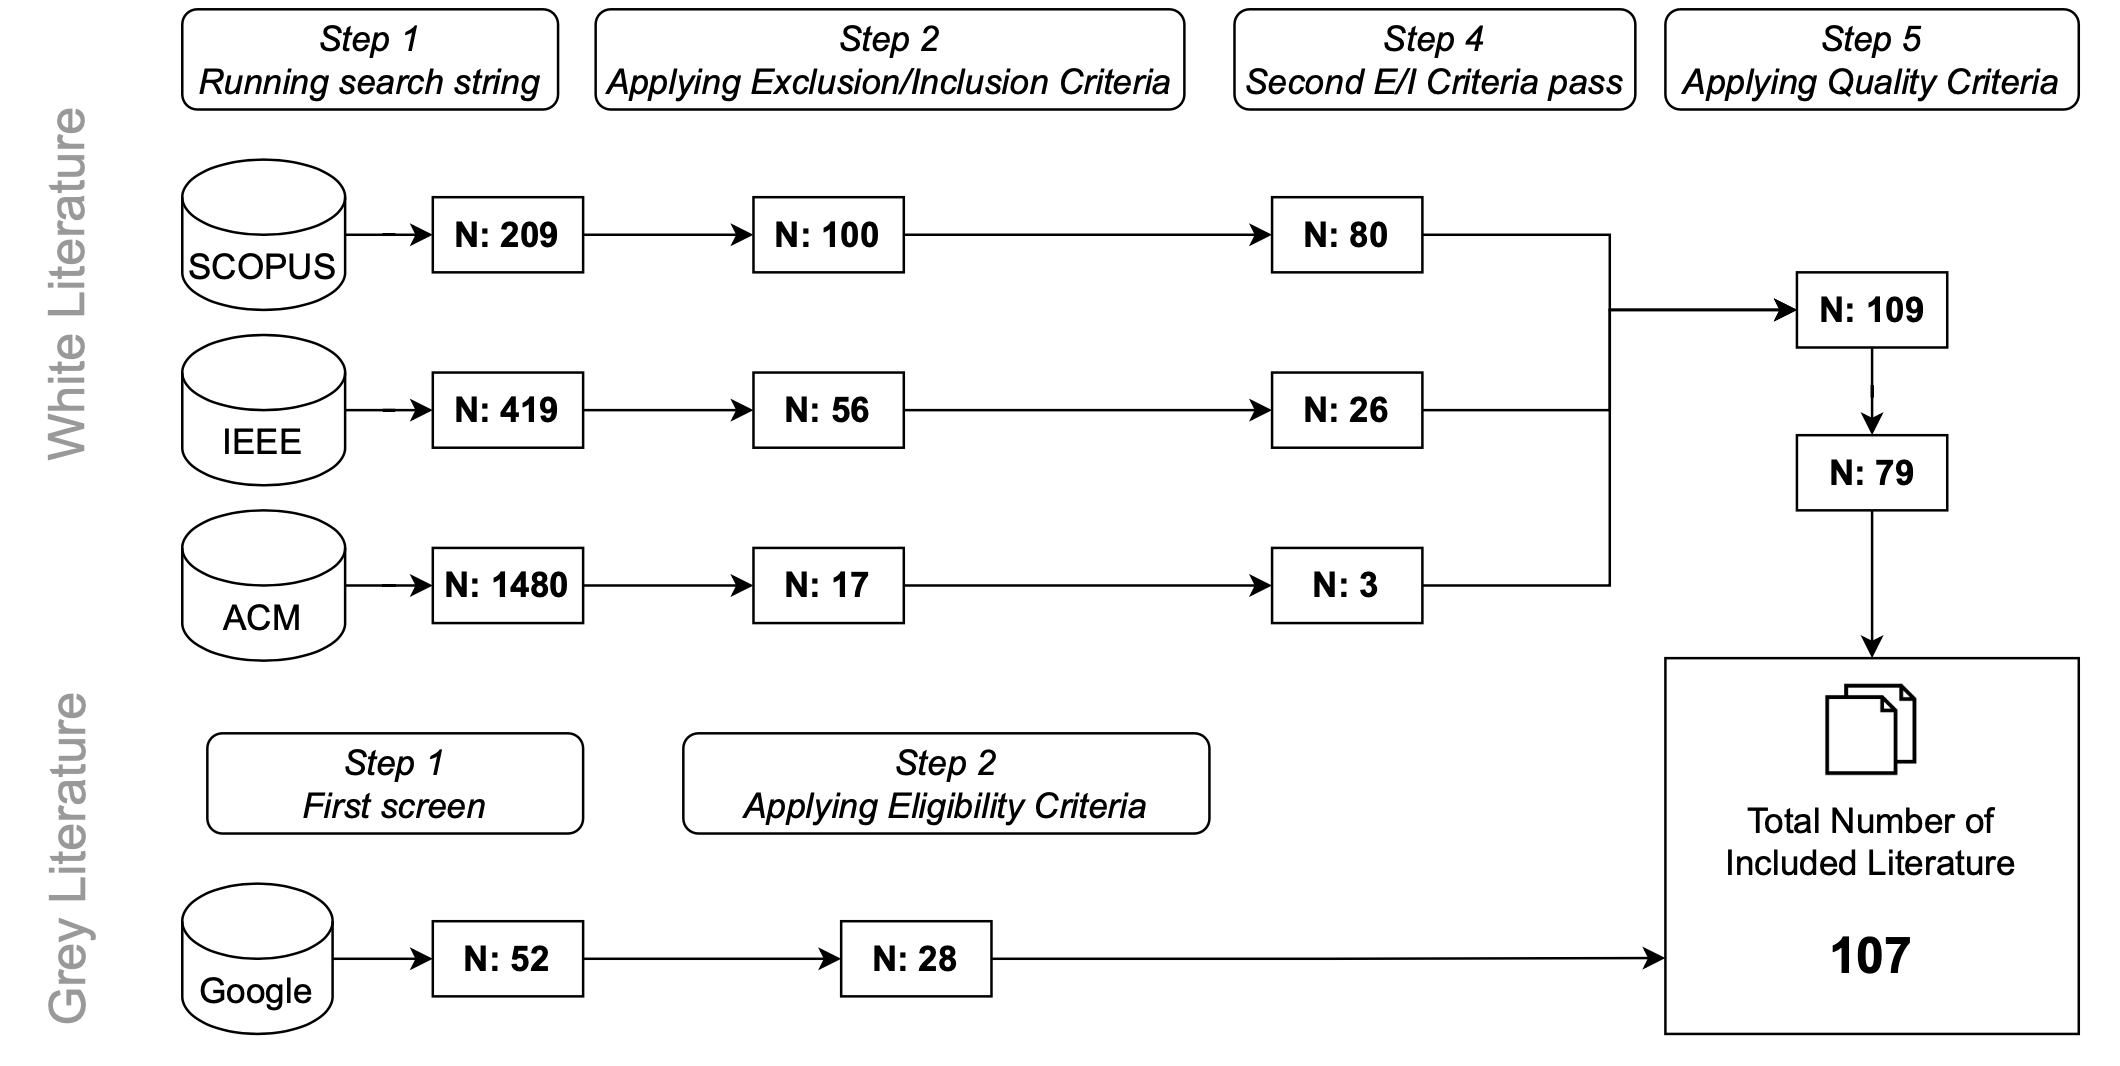 White Literature
Step 1
Running search string
Step 2
Applying Exclusion/Inclusion Criteria
Step 4
Second E/I Criteria pass
Step 5
Applying Quality Criteria
SCOPUS
N: 209
N: 100
N: 80
N: 109
IEEE
N: 419
N: 56
N: 26
N: 79
ACM
N: 1480
N: 17
N: 3
Grey Literature
Step 1
First screen
Step 2
Applying Eligibility Criteria
Google
N: 52
N: 28
Total Number of
Included Literature
107